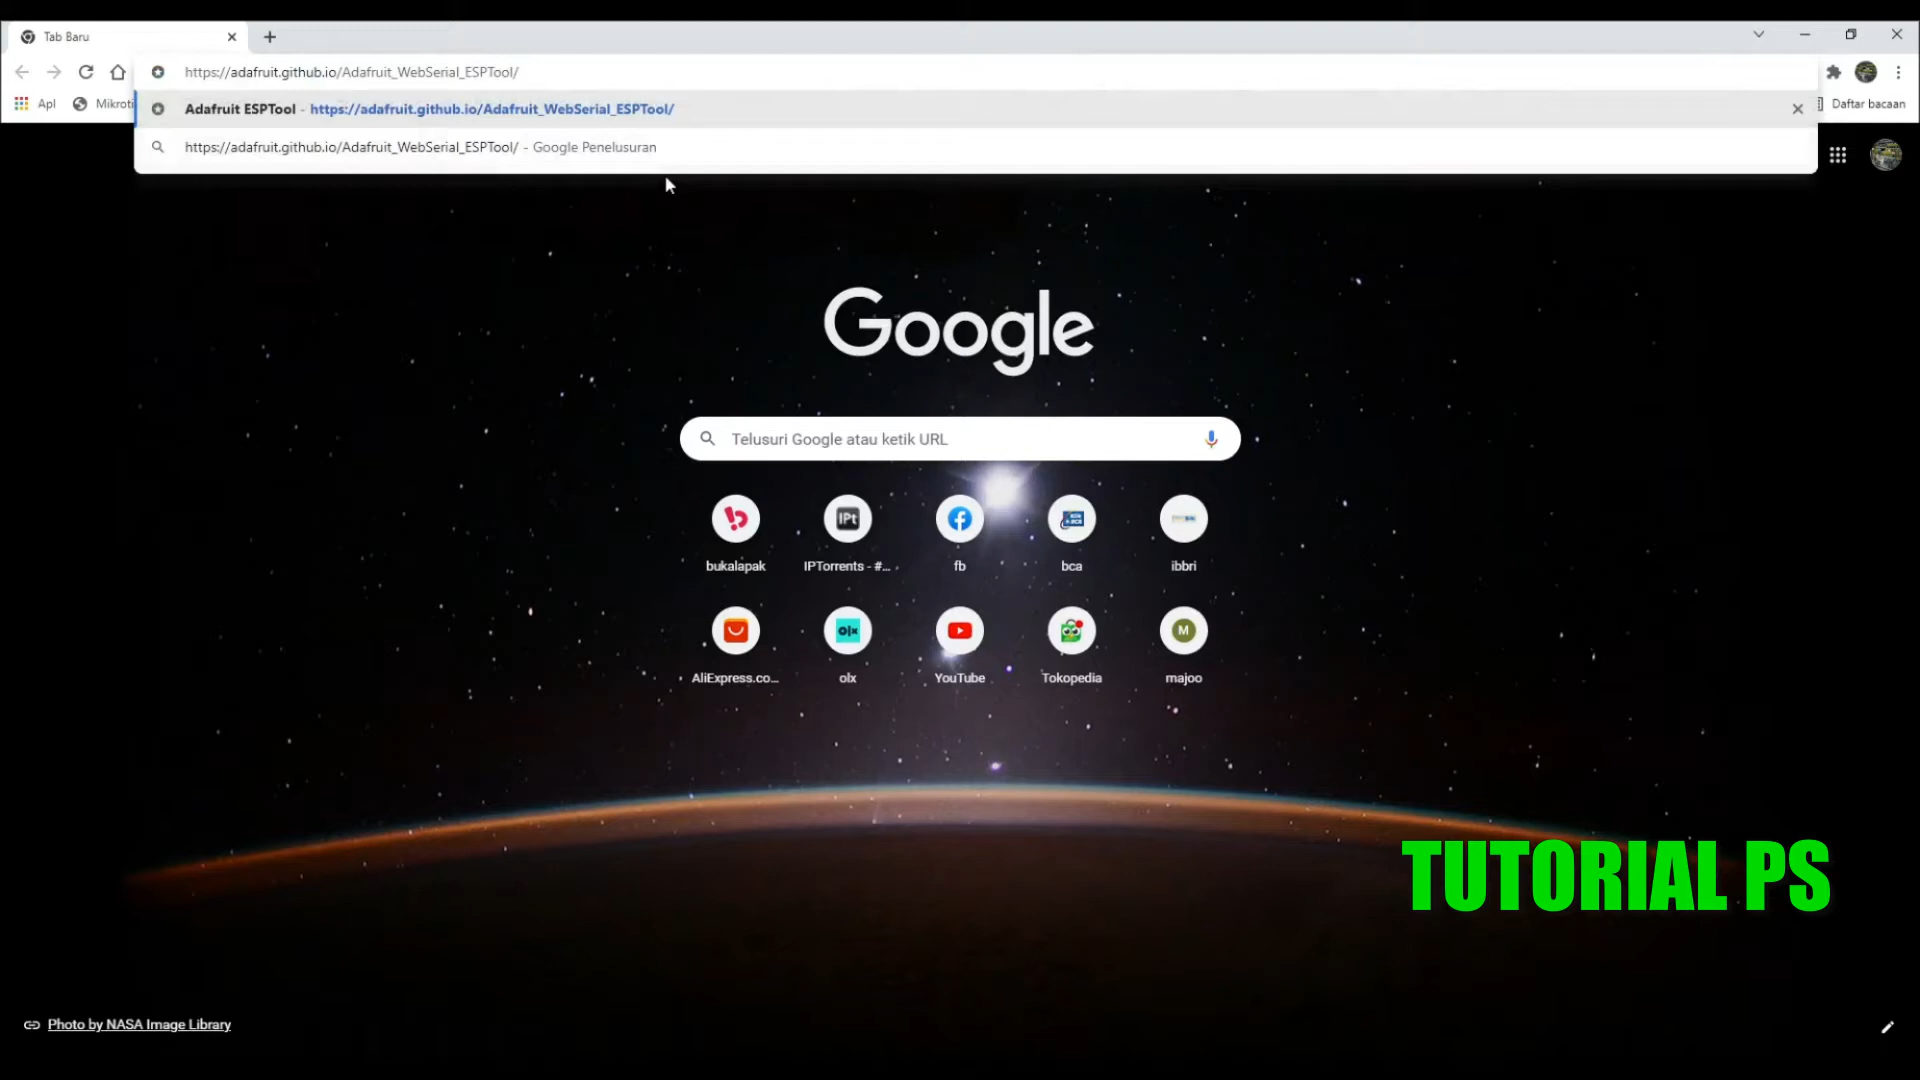 Tab Baru
https://adafruit.github.io/Adafruit_WebSerial_ESPTool/
Apl
Mikroti
Adafruit ESPTool - https://adafruit.github.io/Adafruit_WebSerial_ESPTool/
Daftar bacaan
https://adafruit.github.io/Adafruit_WebSerial_ESPTool/ - Google Penelusuran
Google
Telusuri Google atau ketik URL
IPt
bukalapak
IPTorrents - #...
fb
bca
ibbri
olx
M
AliExpress.co...
olx
YouTube
Tokopedia
majoo
TUTORIAL PS
Photo by NASA Image Library